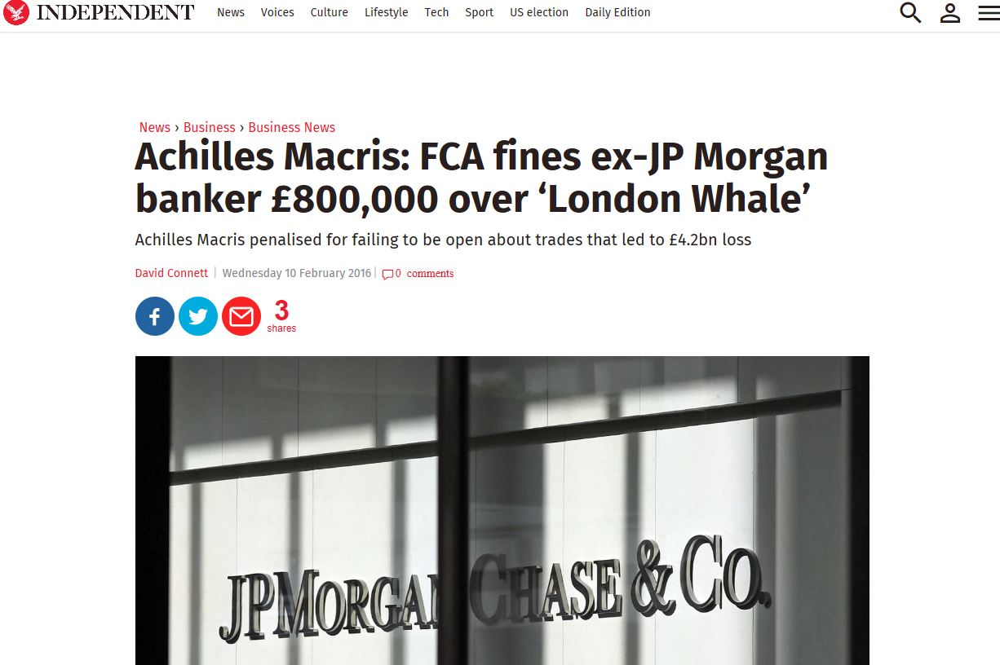 INDEPENDENT News Voices Culture Lifestyle Tech Sport US election Daily Edition
News › Business › Business News
Achilles Macris: FCA fines ex-JP Morgan
banker £800,000 over ‘London Whale’
Achilles Macris penalised for failing to be open about trades that led to £4.2bn loss
David Connett | Wednesday 10 February 2016 | 0 comments
3
shares
JPMORGAN CHASE & CO.